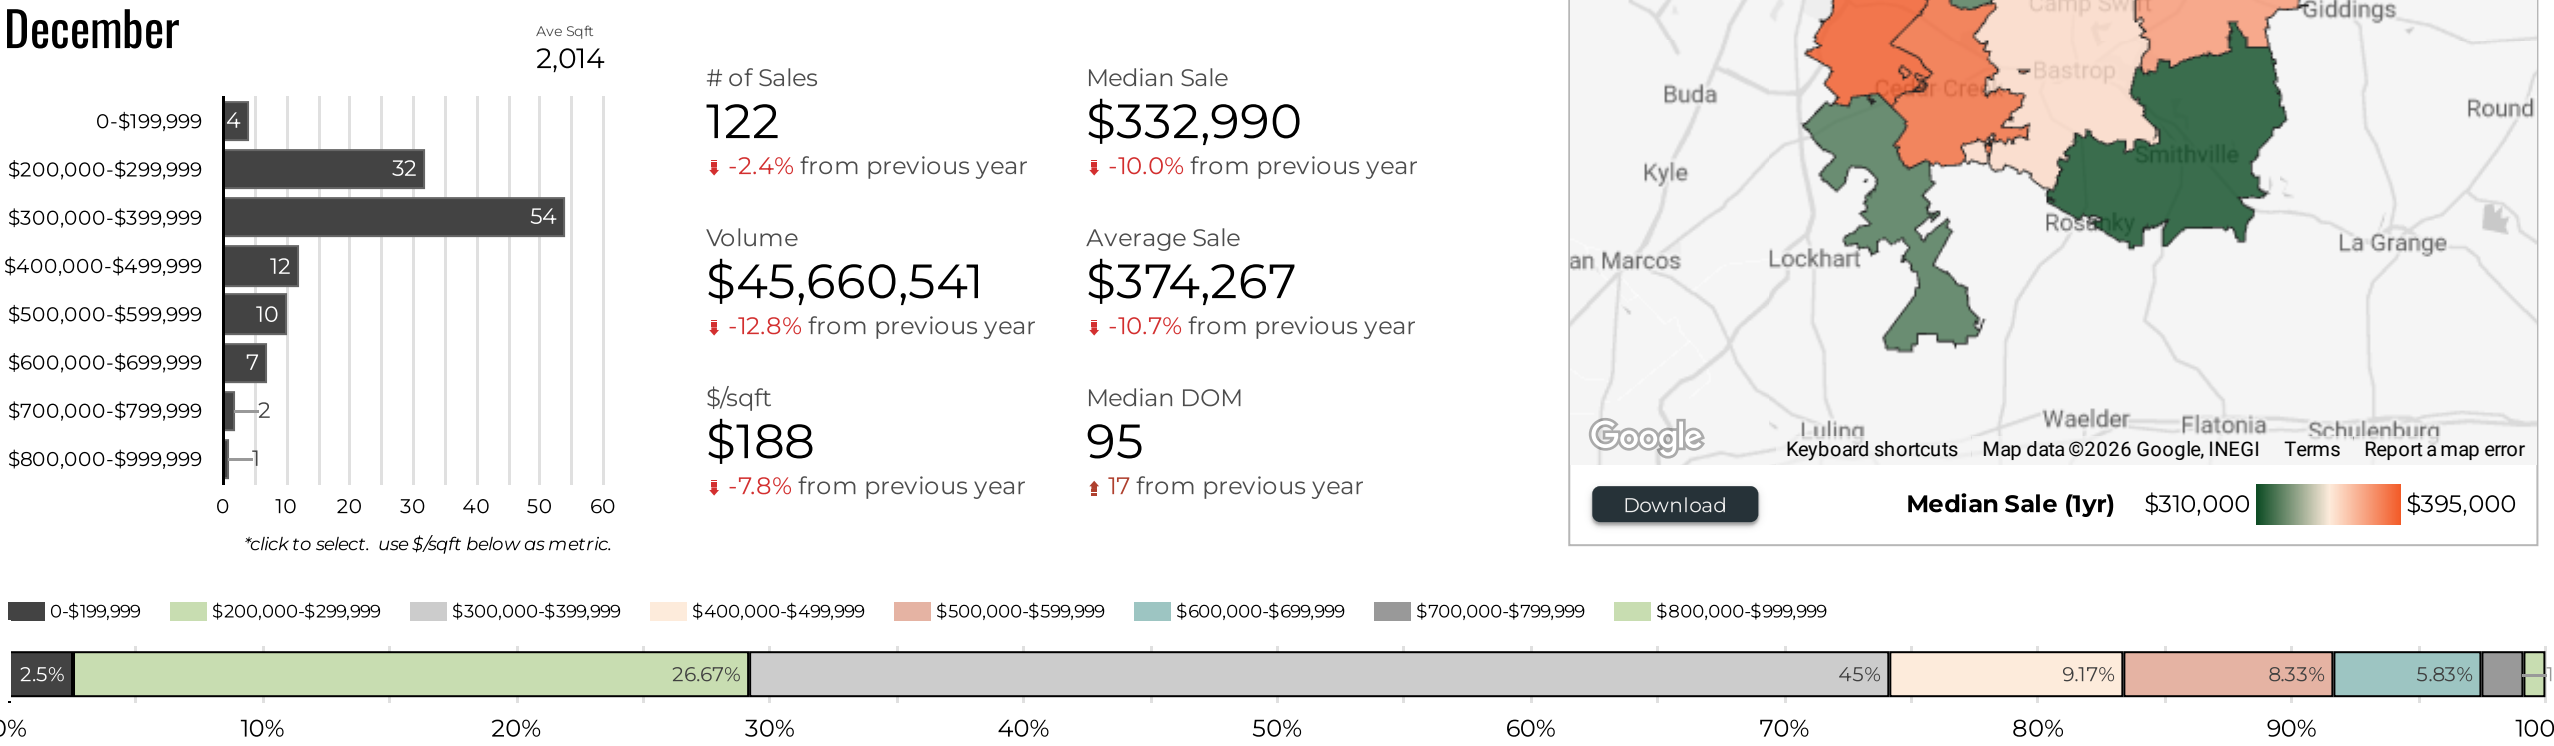 December
Ave Sqft
2,014
0-$199,999
4
$200,000-$299,999
32
$300,000-$399,999
54
$400,000-$499,999
12
$500,000-$599,999
10
$600,000-$699,999
7
$700,000-$799,999
2
$800,000-$999,999
1
0 10 20 30 40 50 60
*click to select. use $/sqft below as metric.
# of Sales
122
-2.4% from previous year
Median Sale
$332,990
-10.0% from previous year
Volume
$45,660,541
-12.8% from previous year
Average Sale
$374,267
-10.7% from previous year
$/sqft
$188
-7.8% from previous year
Median DOM
95
17 from previous year
Camp Swift
Giddings
Bastrop
Buda
Cedar Creek
Round
Smithville
Kyle
Rosanky
La Grange
an Marcos
Lockhart
Waelder
Flatonia
Luling
Schulenburg
Google
Keyboard shortcuts
Map data ©2026 Google, INEGI
Terms
Report a map error
Download
Median Sale (1yr) $310,000 $395,000
0-$199,999 $200,000-$299,999 $300,000-$399,999 $400,000-$499,999 $500,000-$599,999 $600,000-$699,999 $700,000-$799,999 $800,000-$999,999
2.5% 26.67% 45% 9.17% 8.33% 5.83%
0% 10% 20% 30% 40% 50% 60% 70% 80% 90% 100